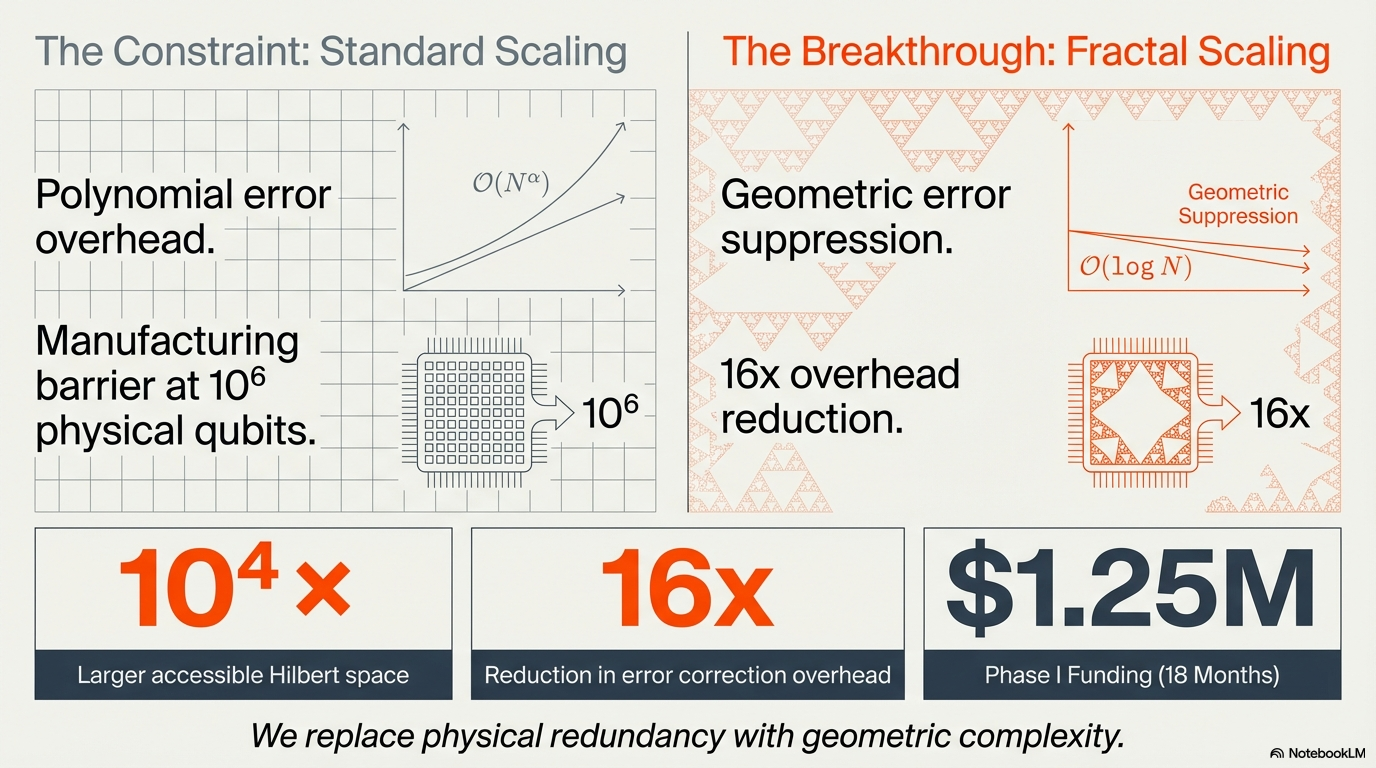 The Constraint: Standard Scaling
Polynomial error
overhead.
𝒪(N^α)
Manufacturing
barrier at 10⁶
physical qubits.
10⁶
The Breakthrough: Fractal Scaling
Geometric error
suppression.
Geometric
Suppression
𝒪(log N)
16x overhead
reduction.
16x
10⁴ ×
Larger accessible Hilbert space
16x
Reduction in error correction overhead
$1.25M
Phase I Funding (18 Months)
We replace physical redundancy with geometric complexity.
NotebookLM